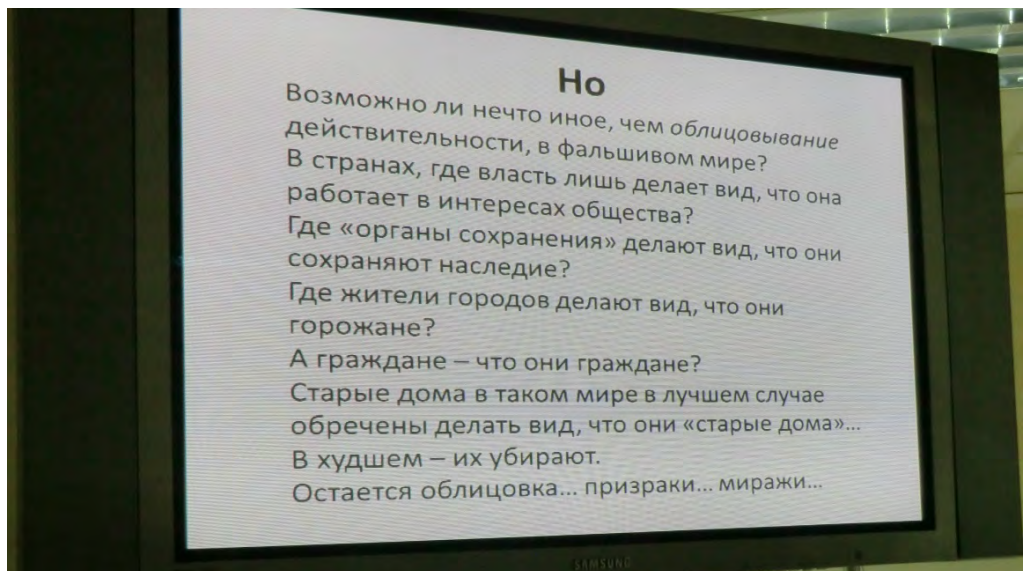 Но
Возможно ли нечто иное, чем облицовывание
действительности, в фальшивом мире?
В странах, где власть лишь делает вид, что она
работает в интересах общества?
Где «органы сохранения» делают вид, что они
сохраняют наследие?
Где жители городов делают вид, что они
горожане?
А граждане – что они граждане?
Старые дома в таком мире в лучшем случае
обречены делать вид, что они «старые дома»...
В худшем – их убирают.
Остается облицовка... призраки... миражи...
SAMSUNG